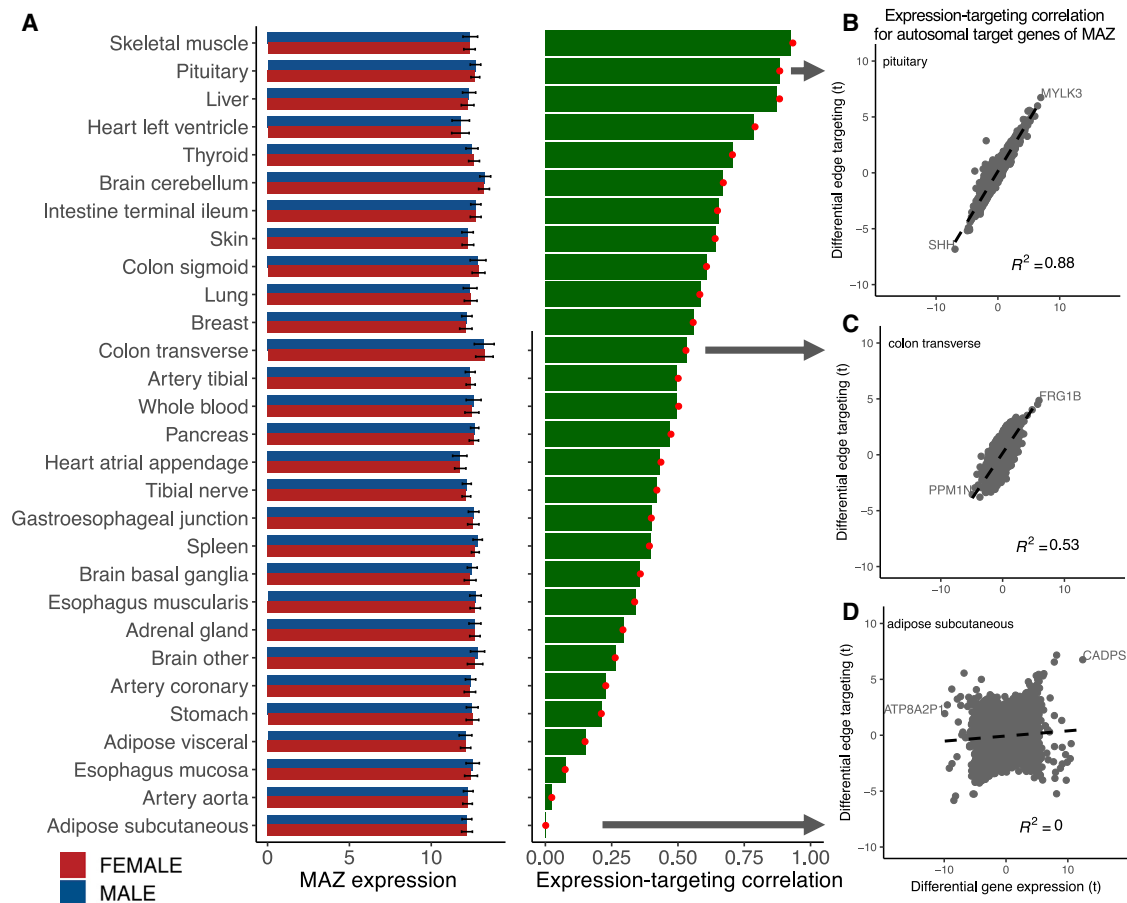 A
Skeletal muscle
Pituitary
Liver
Heart left ventricle
Thyroid
Brain cerebellum
Intestine terminal ileum
Skin
Colon sigmoid
Lung
Breast
Colon transverse
Artery tibial
Whole blood
Pancreas
Heart atrial appendage
Tibial nerve
Gastroesophageal junction
Spleen
Brain basal ganglia
Esophagus muscularis
Adrenal gland
Brain other
Artery coronary
Stomach
Adipose visceral
Esophagus mucosa
Artery aorta
Adipose subcutaneous
0 10
MAZ expression
FEMALE
MALE
0.00 0.25 0.50 0.75 1.00
Expression-targeting correlation
B
Expression-targeting correlation
for autosomal target genes of MAZ
pituitary
MYLK3
SHH
R² = 0.88
Differential edge targeting (t)
10
5
0
−5
−10
−10 0 10
C
colon transverse
FRG1B
PPM1N
R² = 0.53
Differential edge targeting (t)
10
5
0
−5
−10
−10 0 10
D
adipose subcutaneous
CADPS
ATP8A2P1
R² = 0
Differential edge targeting (t)
10
5
0
−5
−10
−10 0 10
Differential gene expression (t)